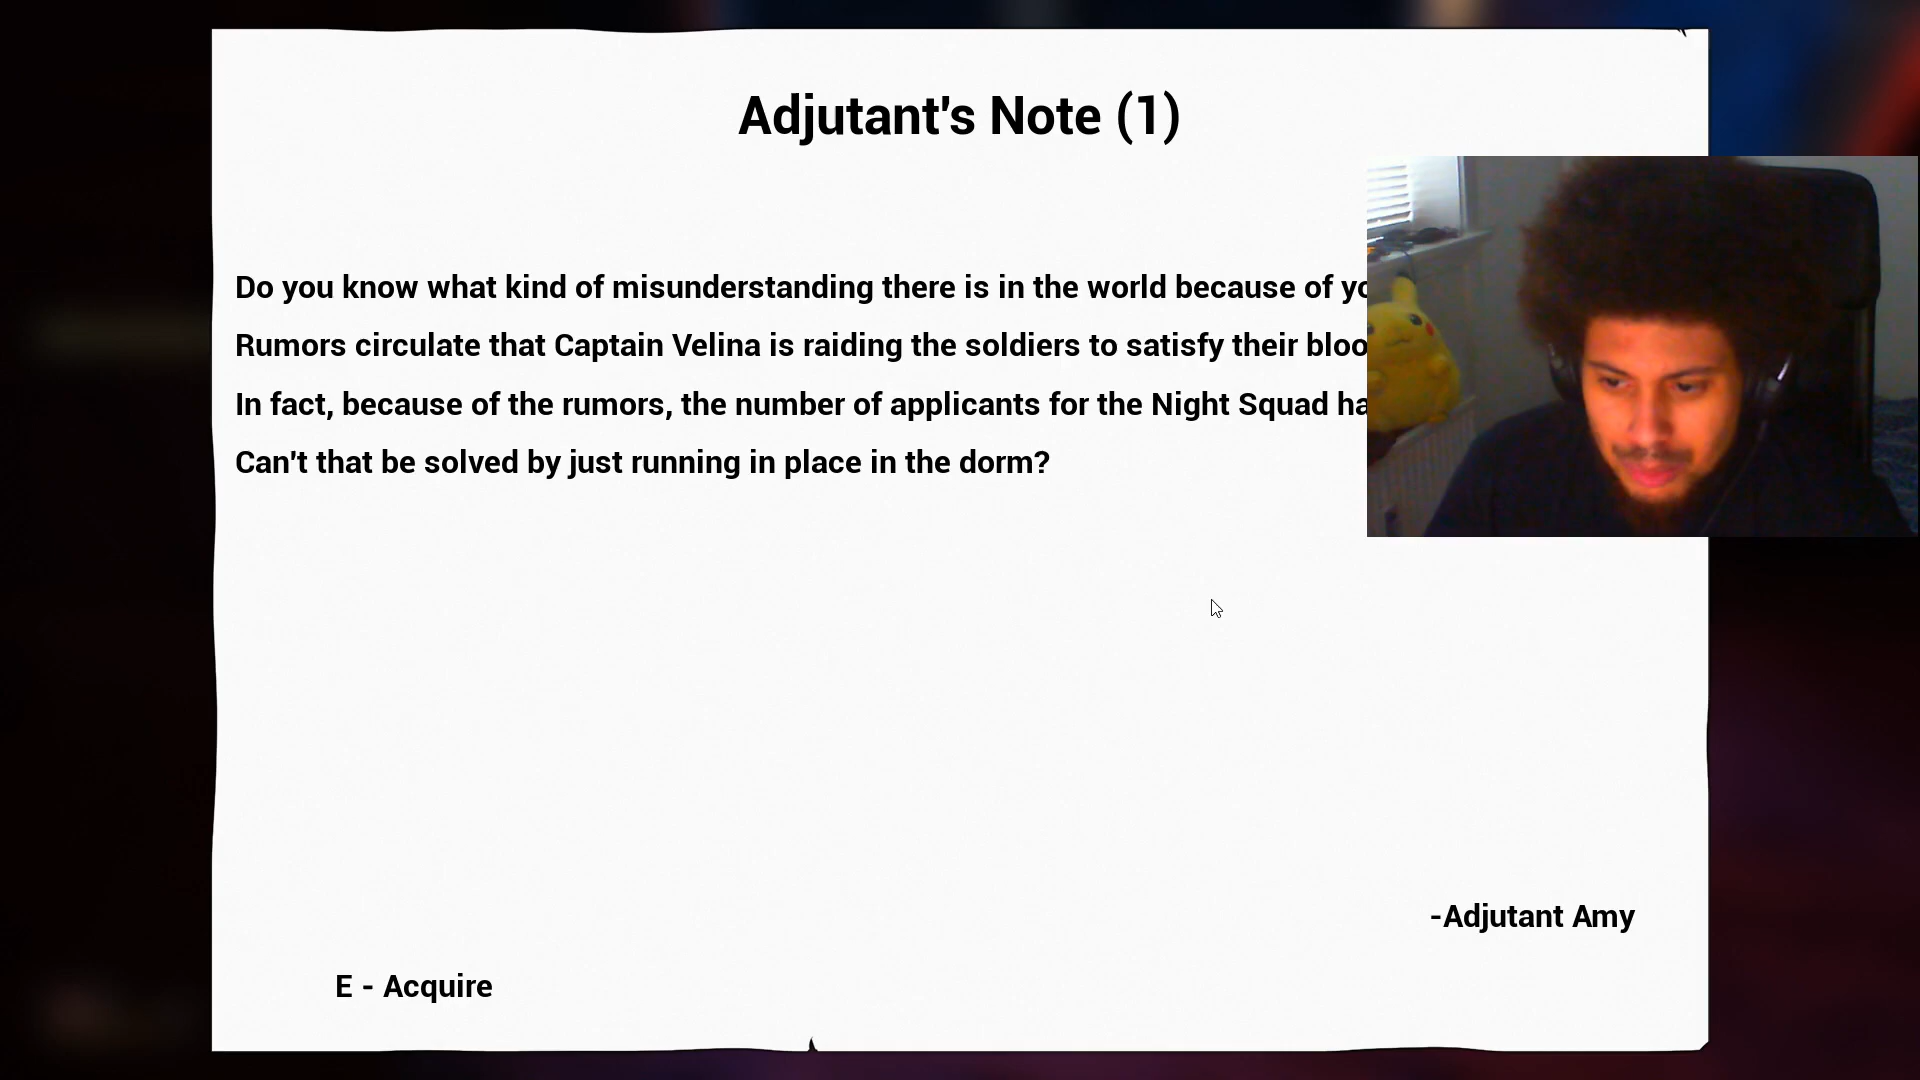 Adjutant's Note (1)
Do you know what kind of misunderstanding there is in the world because of
Rumors circulate that Captain Velina is raiding the soldiers to satisfy their
In fact, because of the rumors, the number of applicants for the Night Squad
Can't that be solved by just running in place in the dorm?
-Adjutant Amy
E - Acquire